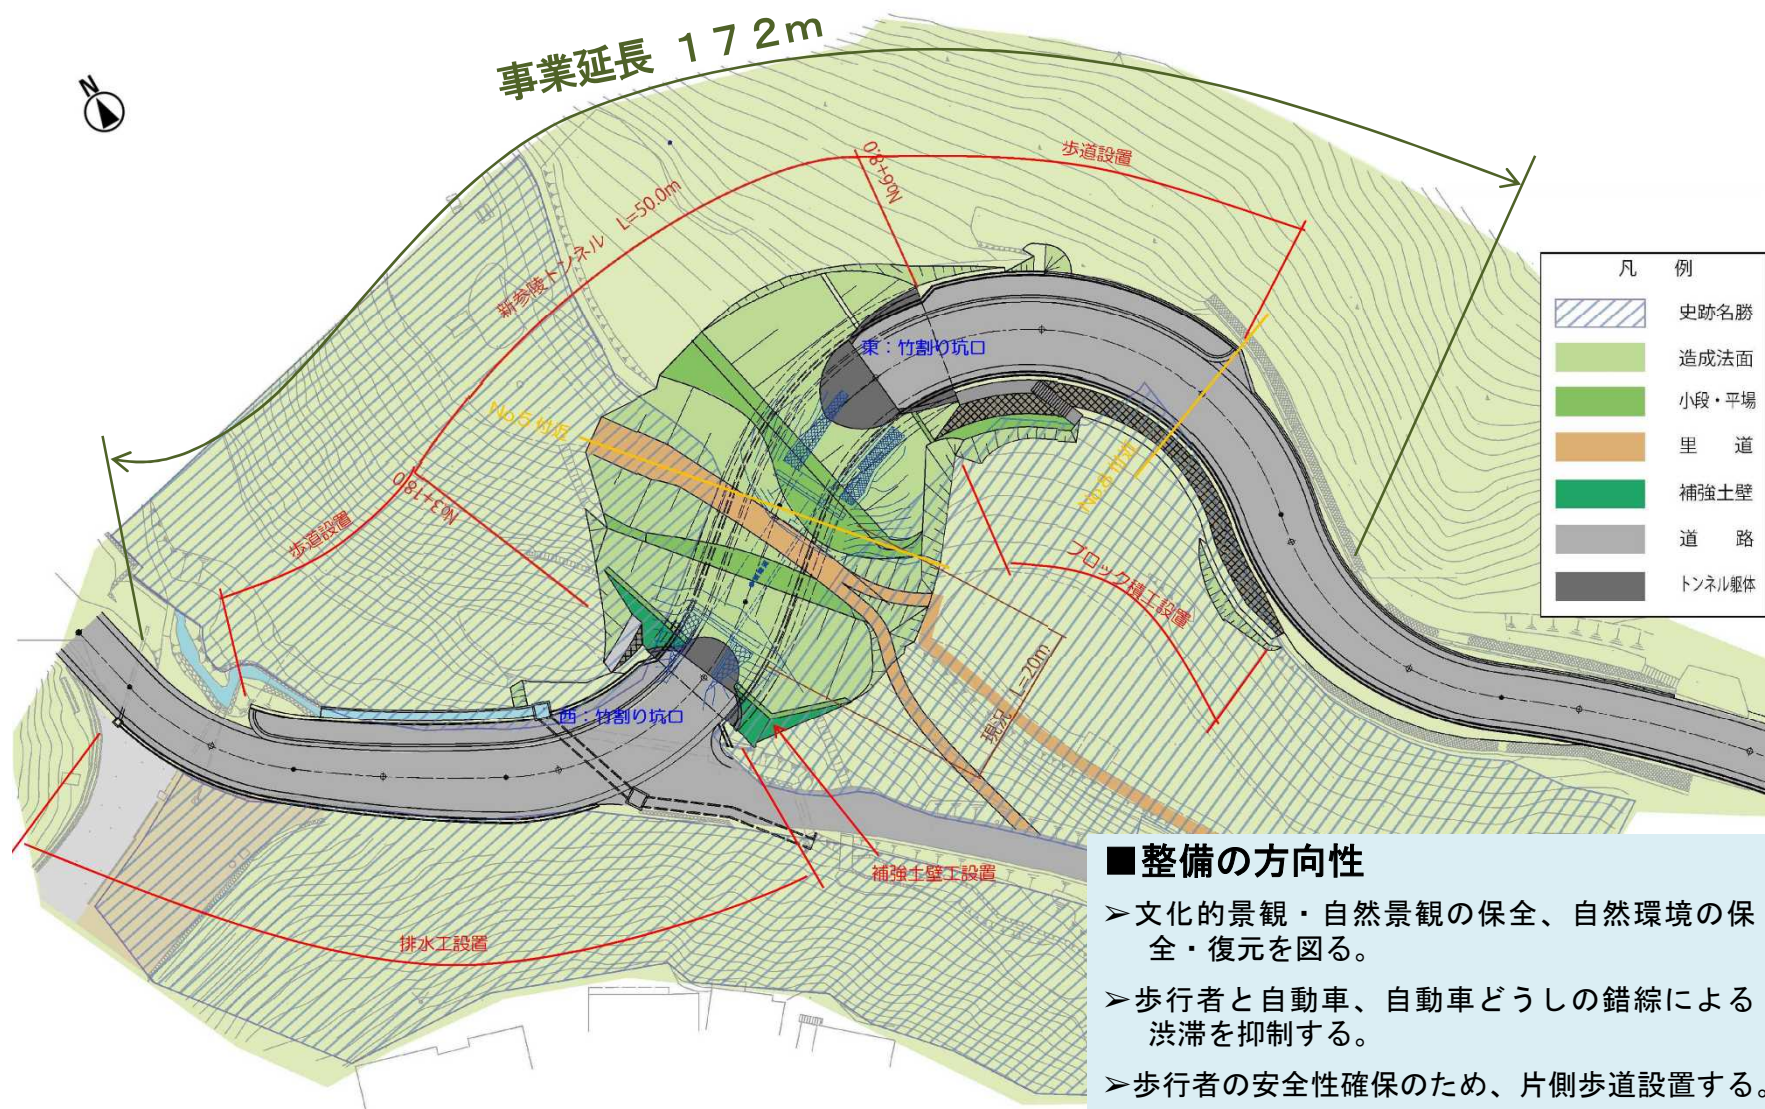 事業延長 １７２ｍ
N
歩道設置
No.6+8.0
新参陵トンネル L=50.0m
東：竹割り坑口
No.5付近
No.8付近
No.3+18.0
歩道設置
ブロック積工設置
現況 L=20m
西：竹割り坑口
補強土壁工設置
排水工設置
凡 例
史跡名勝
造成法面
小段・平場
里 道
補強土壁
道 路
トンネル躯体
■整備の方向性
➢文化的景観・自然景観の保全、自然環境の保
全・復元を図る。
➢歩行者と自動車、自動車どうしの錯綜による
渋滞を抑制する。
➢歩行者の安全性確保のため、片側歩道設置する。